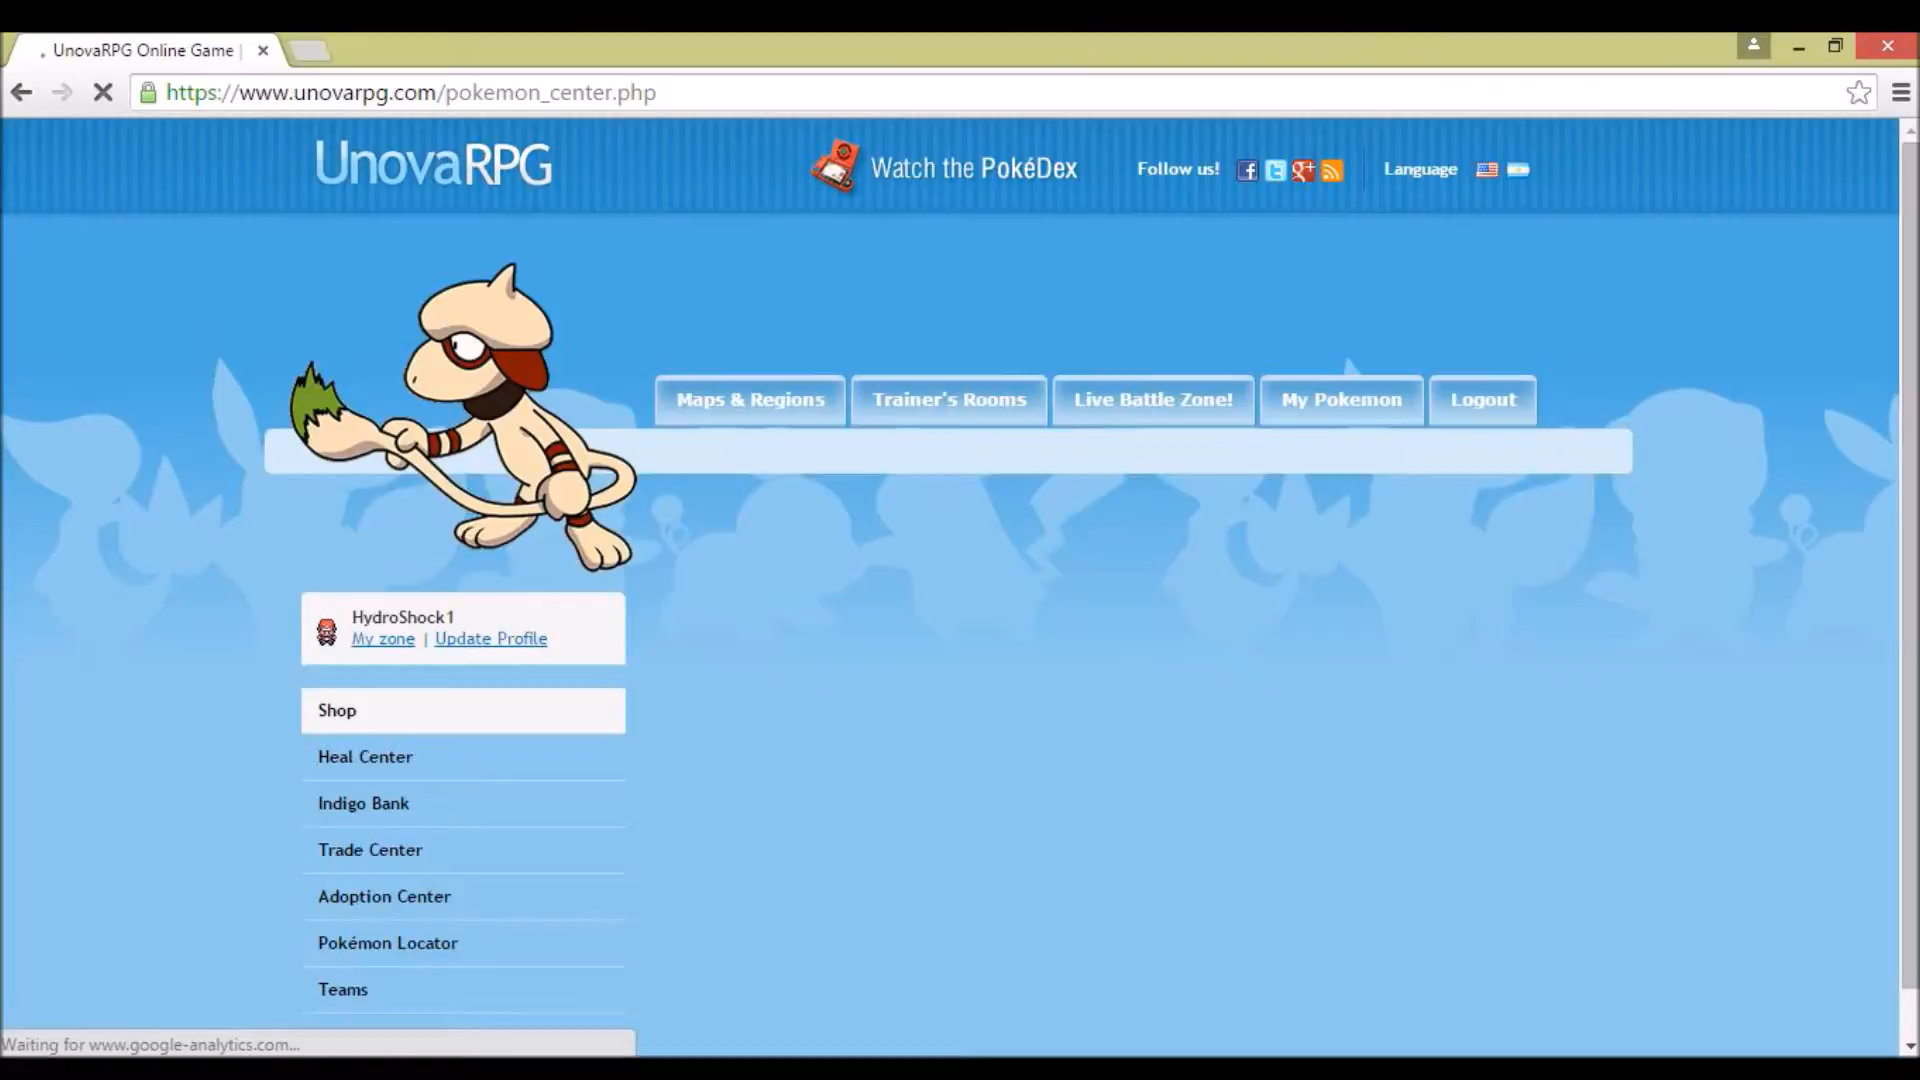 UnovaRPG Online Game |
https://www.unovarpg.com/pokemon_center.php
UnovaRPG
Watch the PokéDex
Follow us!
Language
Maps & Regions
Trainer's Rooms
Live Battle Zone!
My Pokemon
Logout
HydroShock1
My zone | Update Profile
Shop
Heal Center
Indigo Bank
Trade Center
Adoption Center
Pokémon Locator
Teams
Waiting for www.google-analytics.com...